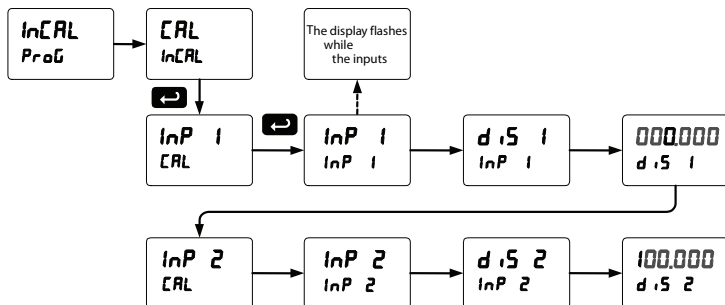 InCAL
ProG
CAL
InCAL
The display flashes
while
the inputs
InP 1
CAL
InP 1
InP 1
diS 1
InP 1
000.000
diS 1
InP 2
CAL
InP 2
InP 2
diS 2
InP 2
100.000
diS 2